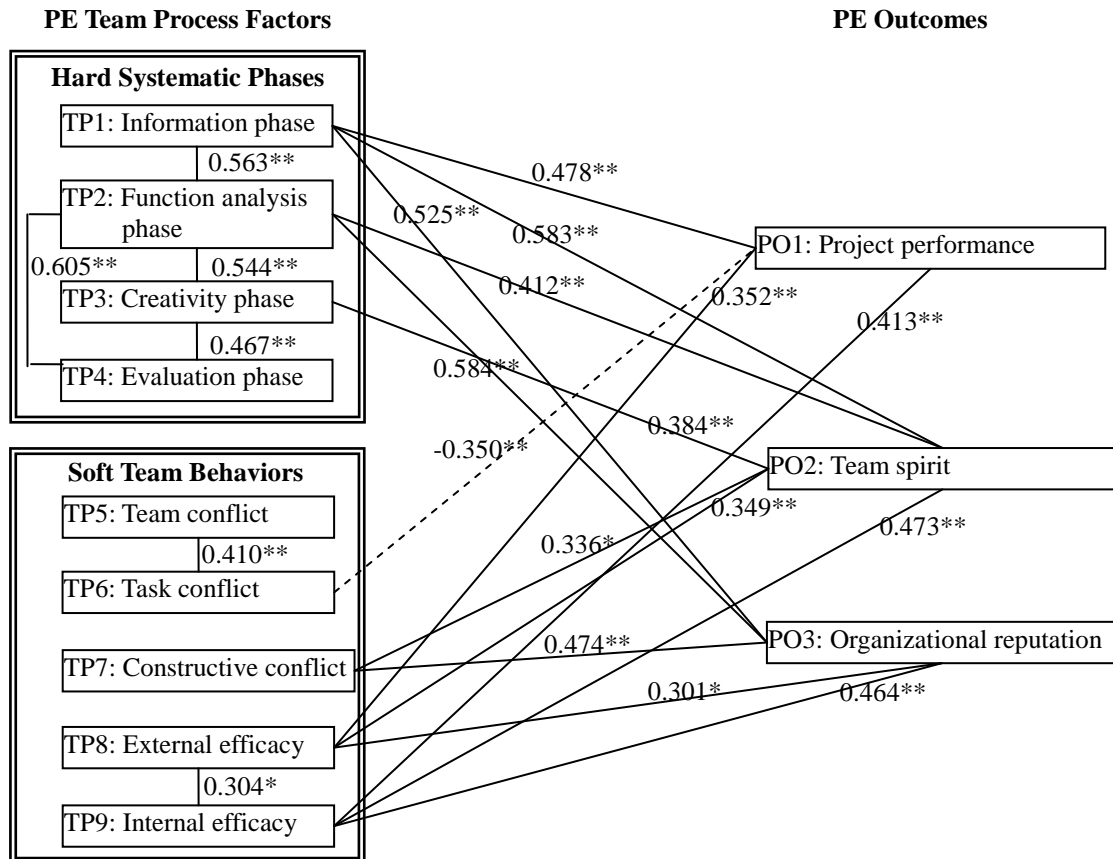 PE Team Process Factors
PE Outcomes
Hard Systematic Phases
TP1: Information phase
0.563**
TP2: Function analysis
phase
0.605**
0.544**
TP3: Creativity phase
0.467**
TP4: Evaluation phase
Soft Team Behaviors
TP5: Team conflict
0.410**
TP6: Task conflict
TP7: Constructive conflict
TP8: External efficacy
0.304*
TP9: Internal efficacy
0.478**
0.525**
0.583**
0.412**
0.352**
0.413**
0.584**
0.384**
-0.350**
0.349**
0.336*
0.473**
0.474**
0.301*
0.464**
PO1: Project performance
PO2: Team spirit
PO3: Organizational reputation